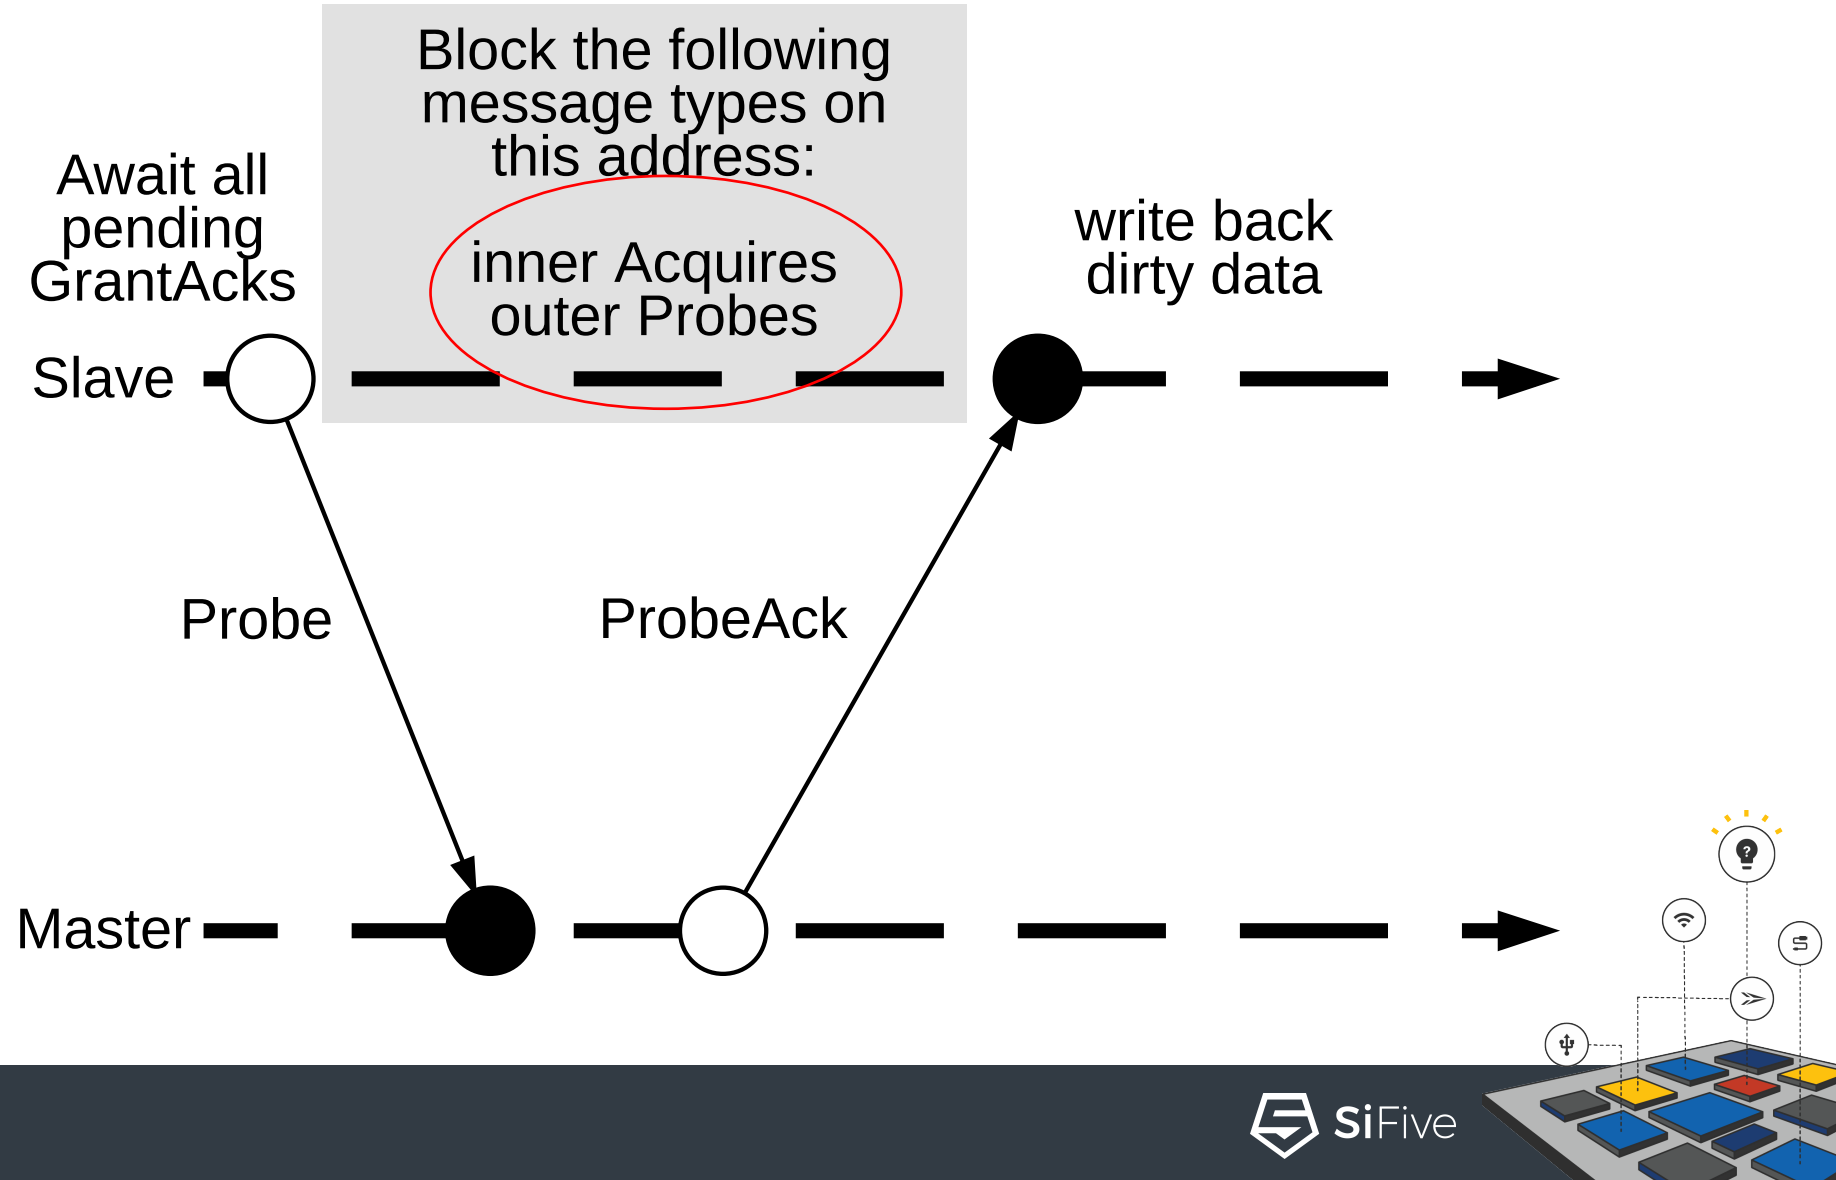 Block the following
message types on
this address:
Await all
pending
GrantAcks
inner Acquires
outer Probes
write back
dirty data
Slave
Probe
ProbeAck
Master
?
SiFive